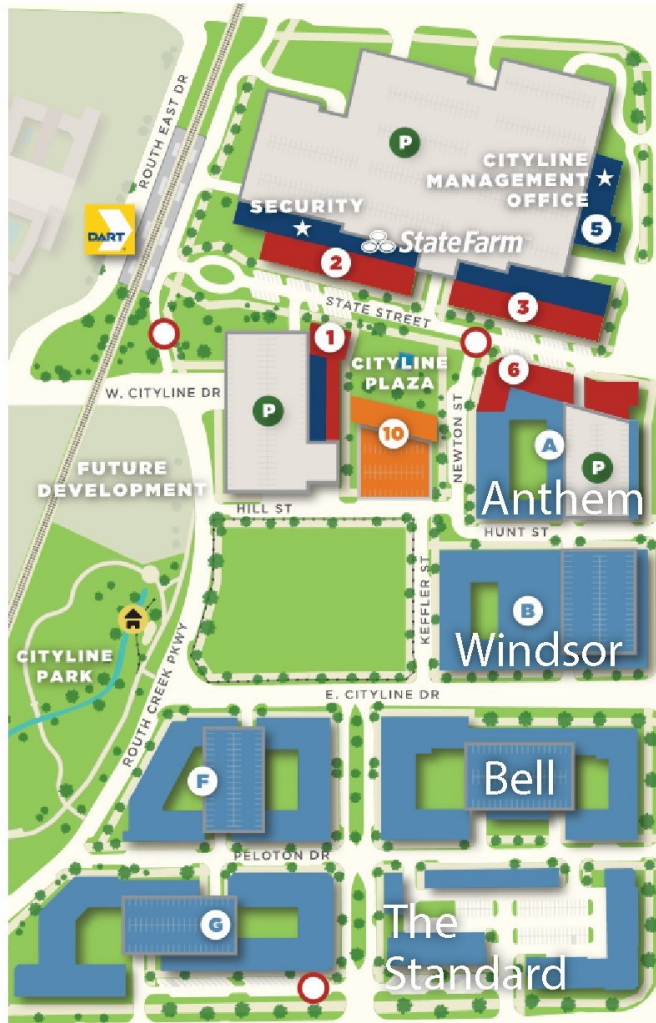 ROUTH EAST DR
P
CITYLINE
MANAGEMENT
OFFICE
SECURITY
5
DART
StateFarm
2
3
STATE STREET
1
CITYLINE
PLAZA
6
W. CITYLINE DR
P
10
NEWTON ST
A
P
FUTURE
DEVELOPMENT
Anthem
HILL ST
HUNT ST
KEFFLER ST
B
Windsor
CITYLINE
PARK
ROUTH CREEK PKWY
E. CITYLINE DR
F
Bell
PELOTON DR
G
The
Standard